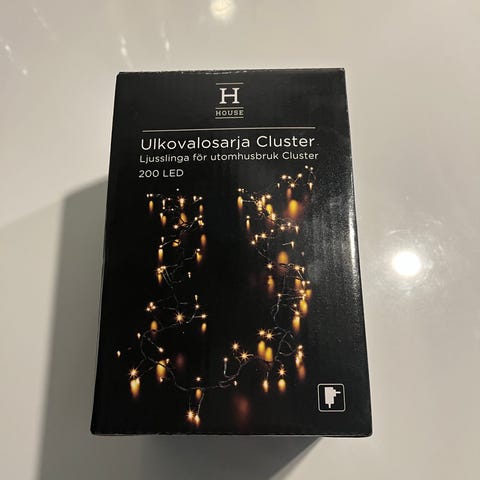 H
HOUSE
Ulkovalosarja Cluster
Ljusslinga för utomhusbruk Cluster
200 LED